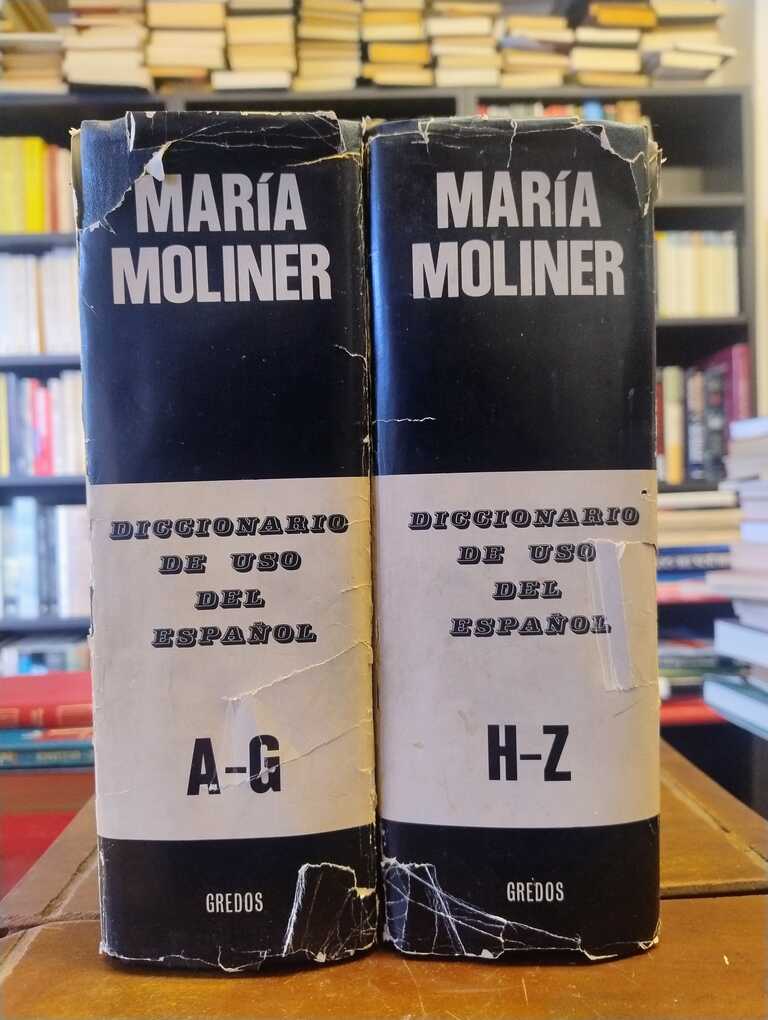 MARÍA
MOLINER
DICCIONARIO
DE USO
DEL
ESPAÑOL
A-G
GREDOS
MARÍA
MOLINER
DICCIONARIO
DE USO
DEL
ESPAÑOL
H-Z
GREDOS